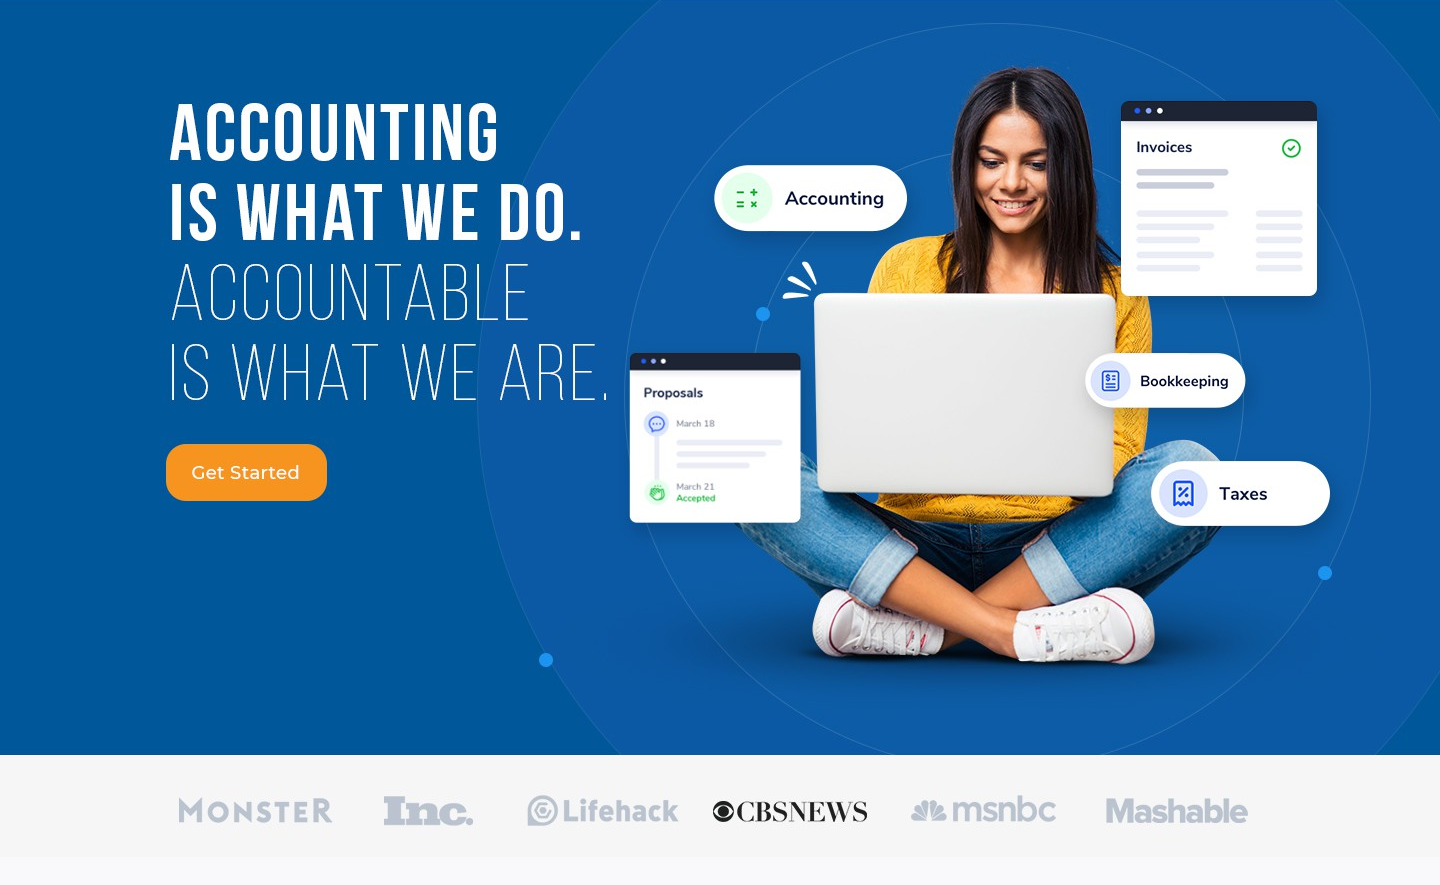 ACCOUNTING
IS WHAT WE DO.
ACCOUNTABLE
IS WHAT WE ARE.
Get Started
Accounting
Invoices
Proposals
March 18
March 21
Accepted
Bookkeeping
Taxes
MONSTER
Inc.
Lifehack
CBSNEWS
msnbc
Mashable